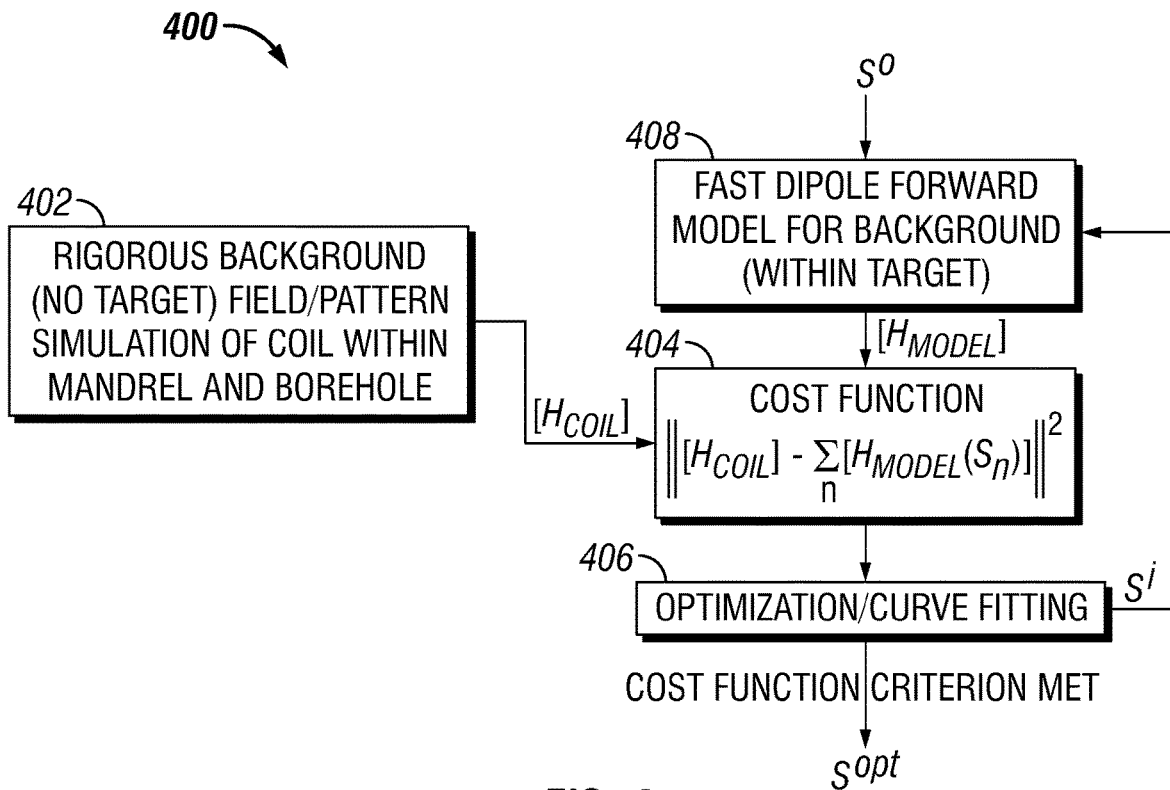 400
S⁰
408
FAST DIPOLE FORWARD
MODEL FOR BACKGROUND
(WITHIN TARGET)
402
RIGOROUS BACKGROUND
(NO TARGET) FIELD/PATTERN
SIMULATION OF COIL WITHIN
MANDREL AND BOREHOLE
[H_MODEL]
404
COST FUNCTION
‖[H_COIL] - Σ_n [H_MODEL(S_n)]‖²
[H_COIL]
406
OPTIMIZATION/CURVE FITTING
Sⁱ
COST FUNCTION CRITERION MET
S^opt